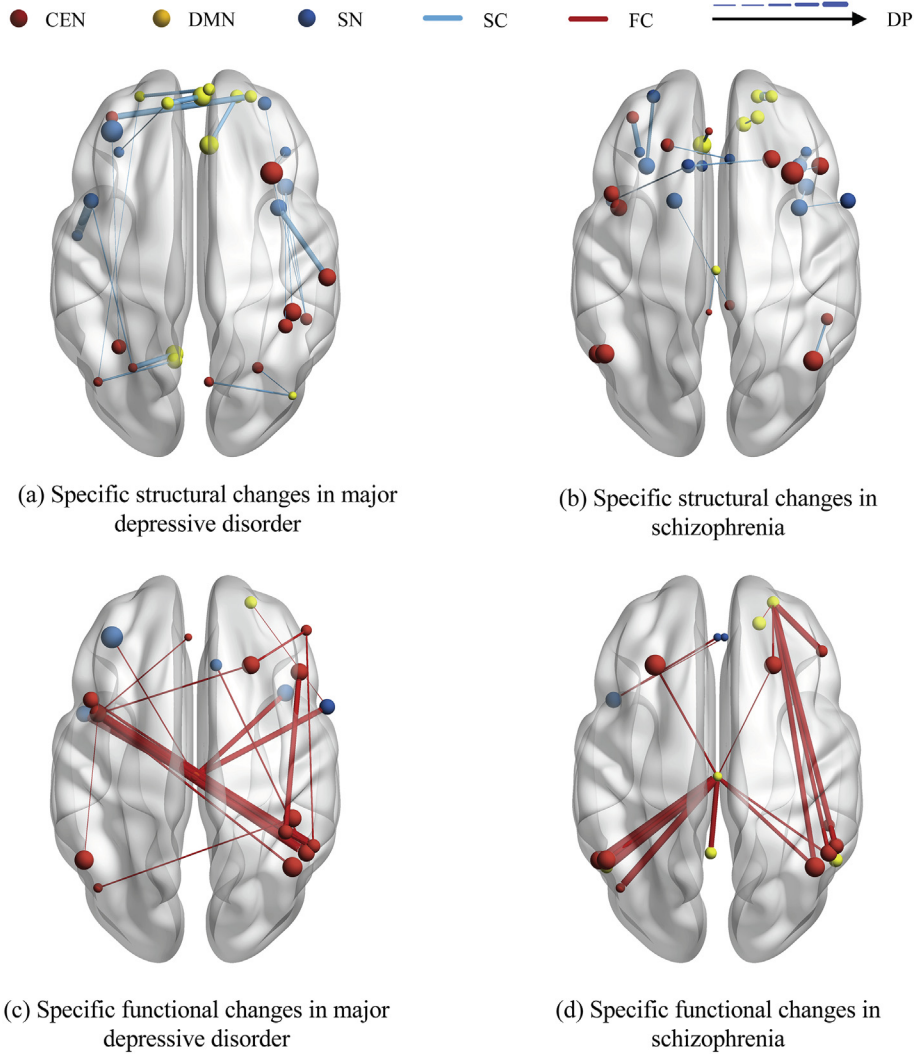 CEN DMN SN SC FC DP
(a) Specific structural changes in major
depressive disorder
(b) Specific structural changes in
schizophrenia
(c) Specific functional changes in major
depressive disorder
(d) Specific functional changes in
schizophrenia